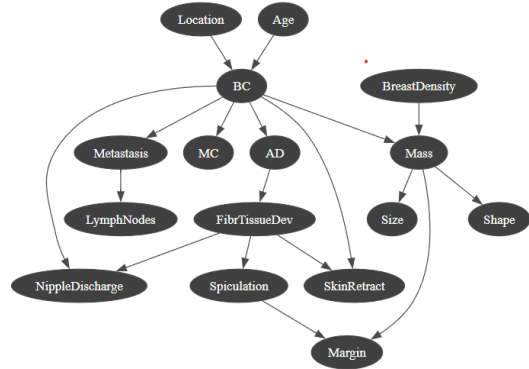 Location
Age
BC
BreastDensity
Metastasis
MC
AD
Mass
LymphNodes
FibrTissueDev
Size
Shape
NippleDischarge
Spiculation
SkinRetract
Margin